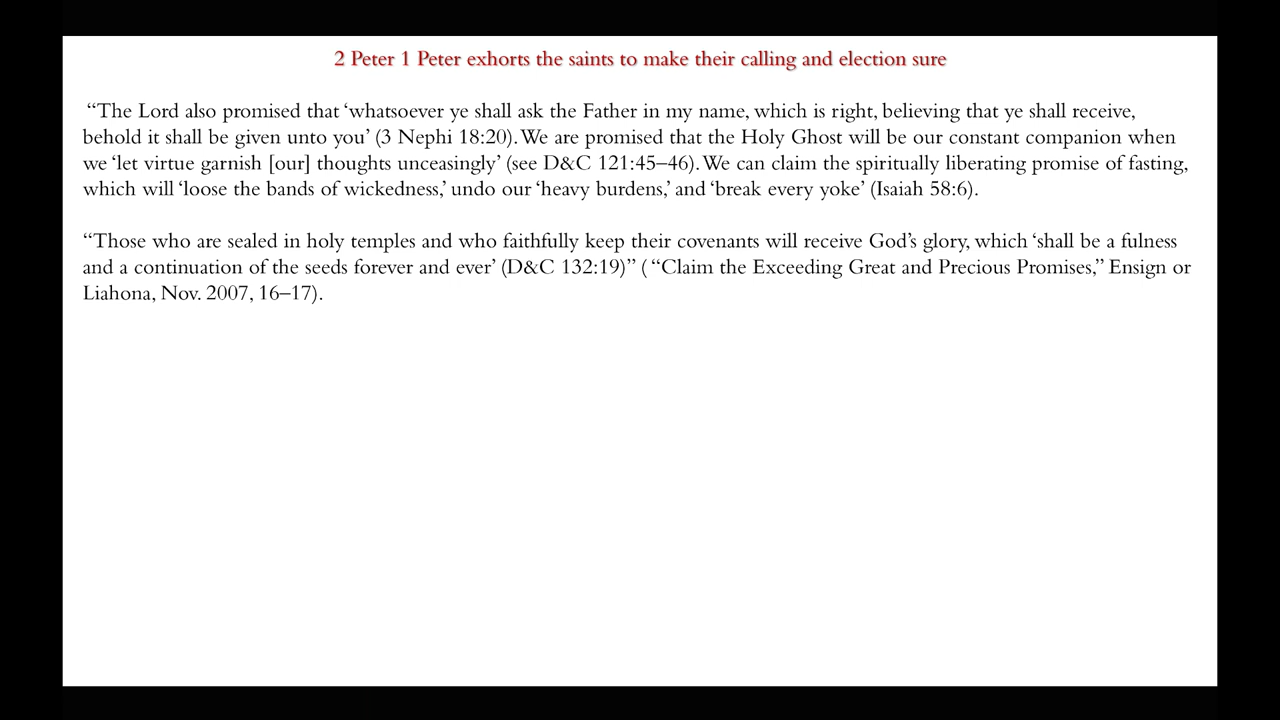 2 Peter 1 Peter exhorts the saints to make their calling and election sure
“The Lord also promised that ‘whatsoever ye shall ask the Father in my name, which is right, believing that ye shall receive,
behold it shall be given unto you’ (3 Nephi 18:20). We are promised that the Holy Ghost will be our constant companion when
we ‘let virtue garnish [our] thoughts unceasingly’ (see D&C 121:45–46). We can claim the spiritually liberating promise of fasting,
which will ‘loose the bands of wickedness,’ undo our ‘heavy burdens,’ and ‘break every yoke’ (Isaiah 58:6).
“Those who are sealed in holy temples and who faithfully keep their covenants will receive God’s glory, which ‘shall be a fulness
and a continuation of the seeds forever and ever’ (D&C 132:19)” ( “Claim the Exceeding Great and Precious Promises,” Ensign or
Liahona, Nov. 2007, 16–17).